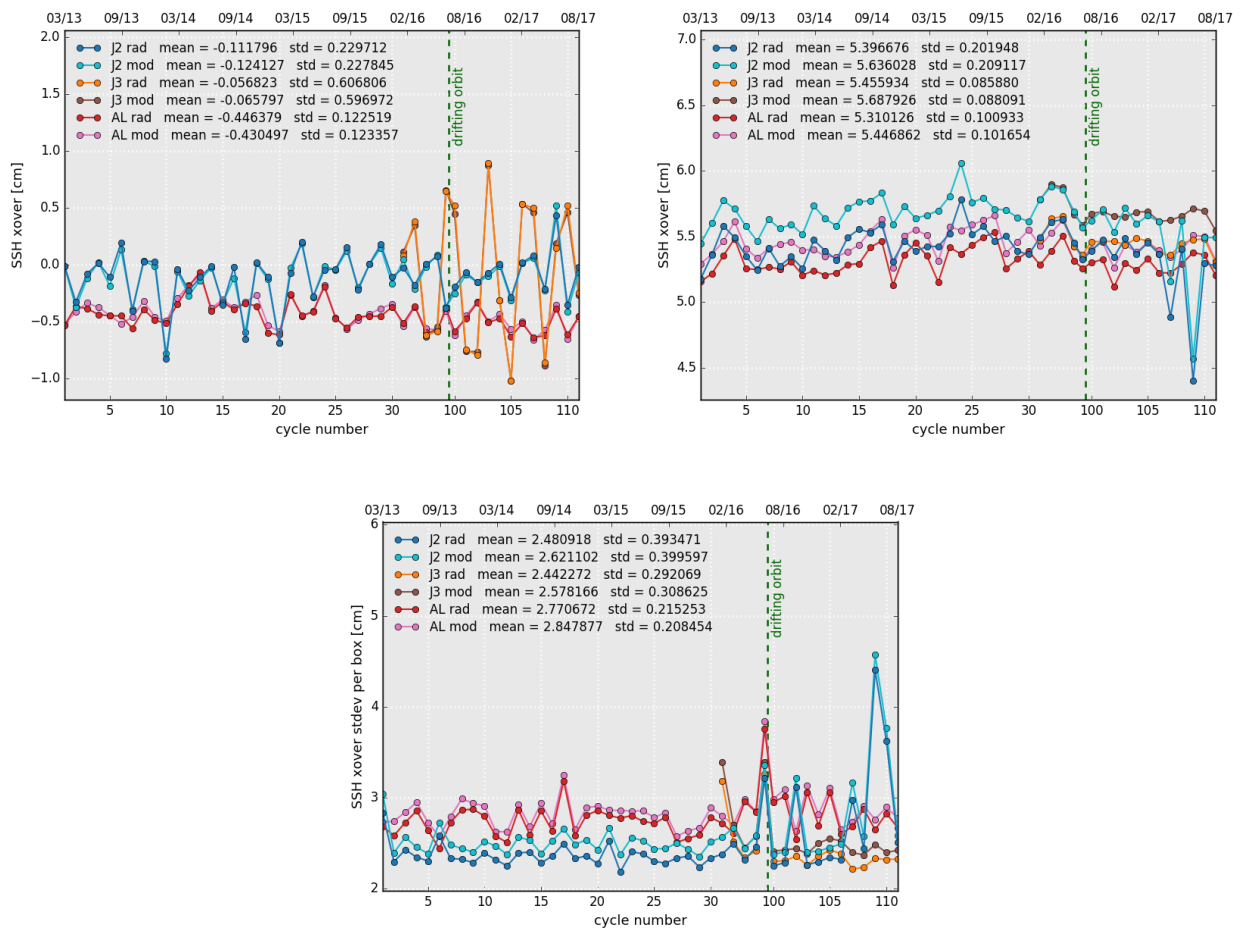 03/13 09/13 03/14 09/14 03/15 09/15 02/16 08/16 02/17 08/17
J2 rad mean = -0.111796 std = 0.229712
J2 mod mean = -0.124127 std = 0.227845
J3 rad mean = -0.056823 std = 0.606806
J3 mod mean = -0.065797 std = 0.596972
AL rad mean = -0.446379 std = 0.122519
AL mod mean = -0.430497 std = 0.123357
drifting orbit
SSH xover [cm]
2.0
1.5
1.0
0.5
0.0
−0.5
−1.0
5 10 15 20 25 30 100 105 110
cycle number
03/13 09/13 03/14 09/14 03/15 09/15 02/16 08/16 02/17 08/17
J2 rad mean = 5.396676 std = 0.201948
J2 mod mean = 5.636028 std = 0.209117
J3 rad mean = 5.455934 std = 0.085880
J3 mod mean = 5.687926 std = 0.088091
AL rad mean = 5.310126 std = 0.100933
AL mod mean = 5.446862 std = 0.101654
drifting orbit
SSH xover [cm]
7.0
6.5
6.0
5.5
5.0
4.5
5 10 15 20 25 30 100 105 110
cycle number
03/13 09/13 03/14 09/14 03/15 09/15 02/16 08/16 02/17 08/17
J2 rad mean = 2.480918 std = 0.393471
J2 mod mean = 2.621102 std = 0.399597
J3 rad mean = 2.442272 std = 0.292069
J3 mod mean = 2.578166 std = 0.308625
AL rad mean = 2.770672 std = 0.215253
AL mod mean = 2.847877 std = 0.208454
drifting orbit
SSH xover stdev per box [cm]
6
5
4
3
2
5 10 15 20 25 30 100 105 110
cycle number